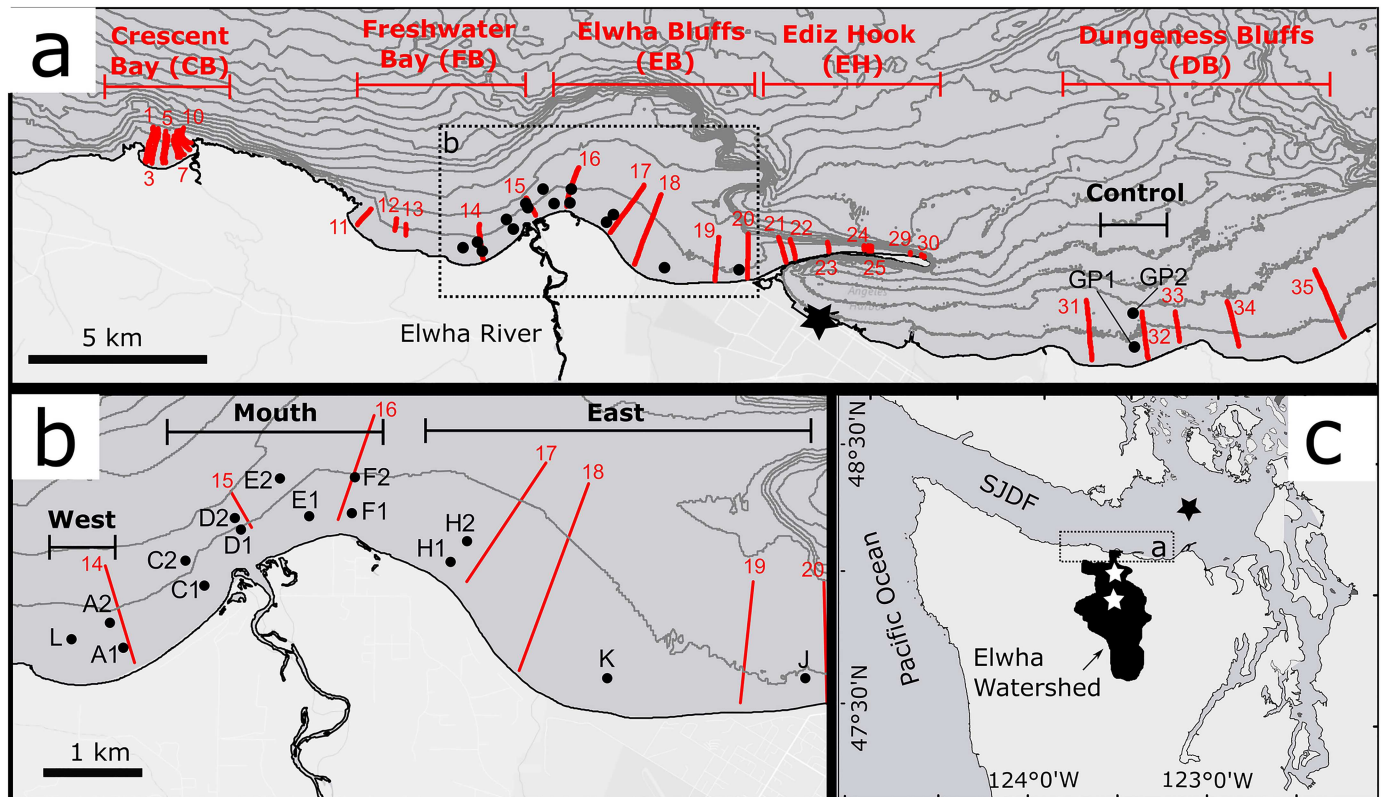 a
Crescent
Bay (CB)
Freshwater
Bay (FB)
Elwha Bluffs
(EB)
Ediz Hook
(EH)
Dungeness Bluffs
(DB)
1 5 10
3 7
b
11
12 13
14
15
16
17
18
19
20
21 22
23
24
25
29 30
Control
GP1 GP2
31
32
33
34
35
Angeles
Harbor
Elwha River
5 km
b
West
Mouth
East
14
15
16
17
18
19
20
L
A2
A1
C2
C1
D2
D1
E2
E1
F2
F1
H2
H1
K
J
1 km
c
48°30'N
47°30'N
SJDF
a
Pacific Ocean
Elwha
Watershed
124°0'W
123°0'W